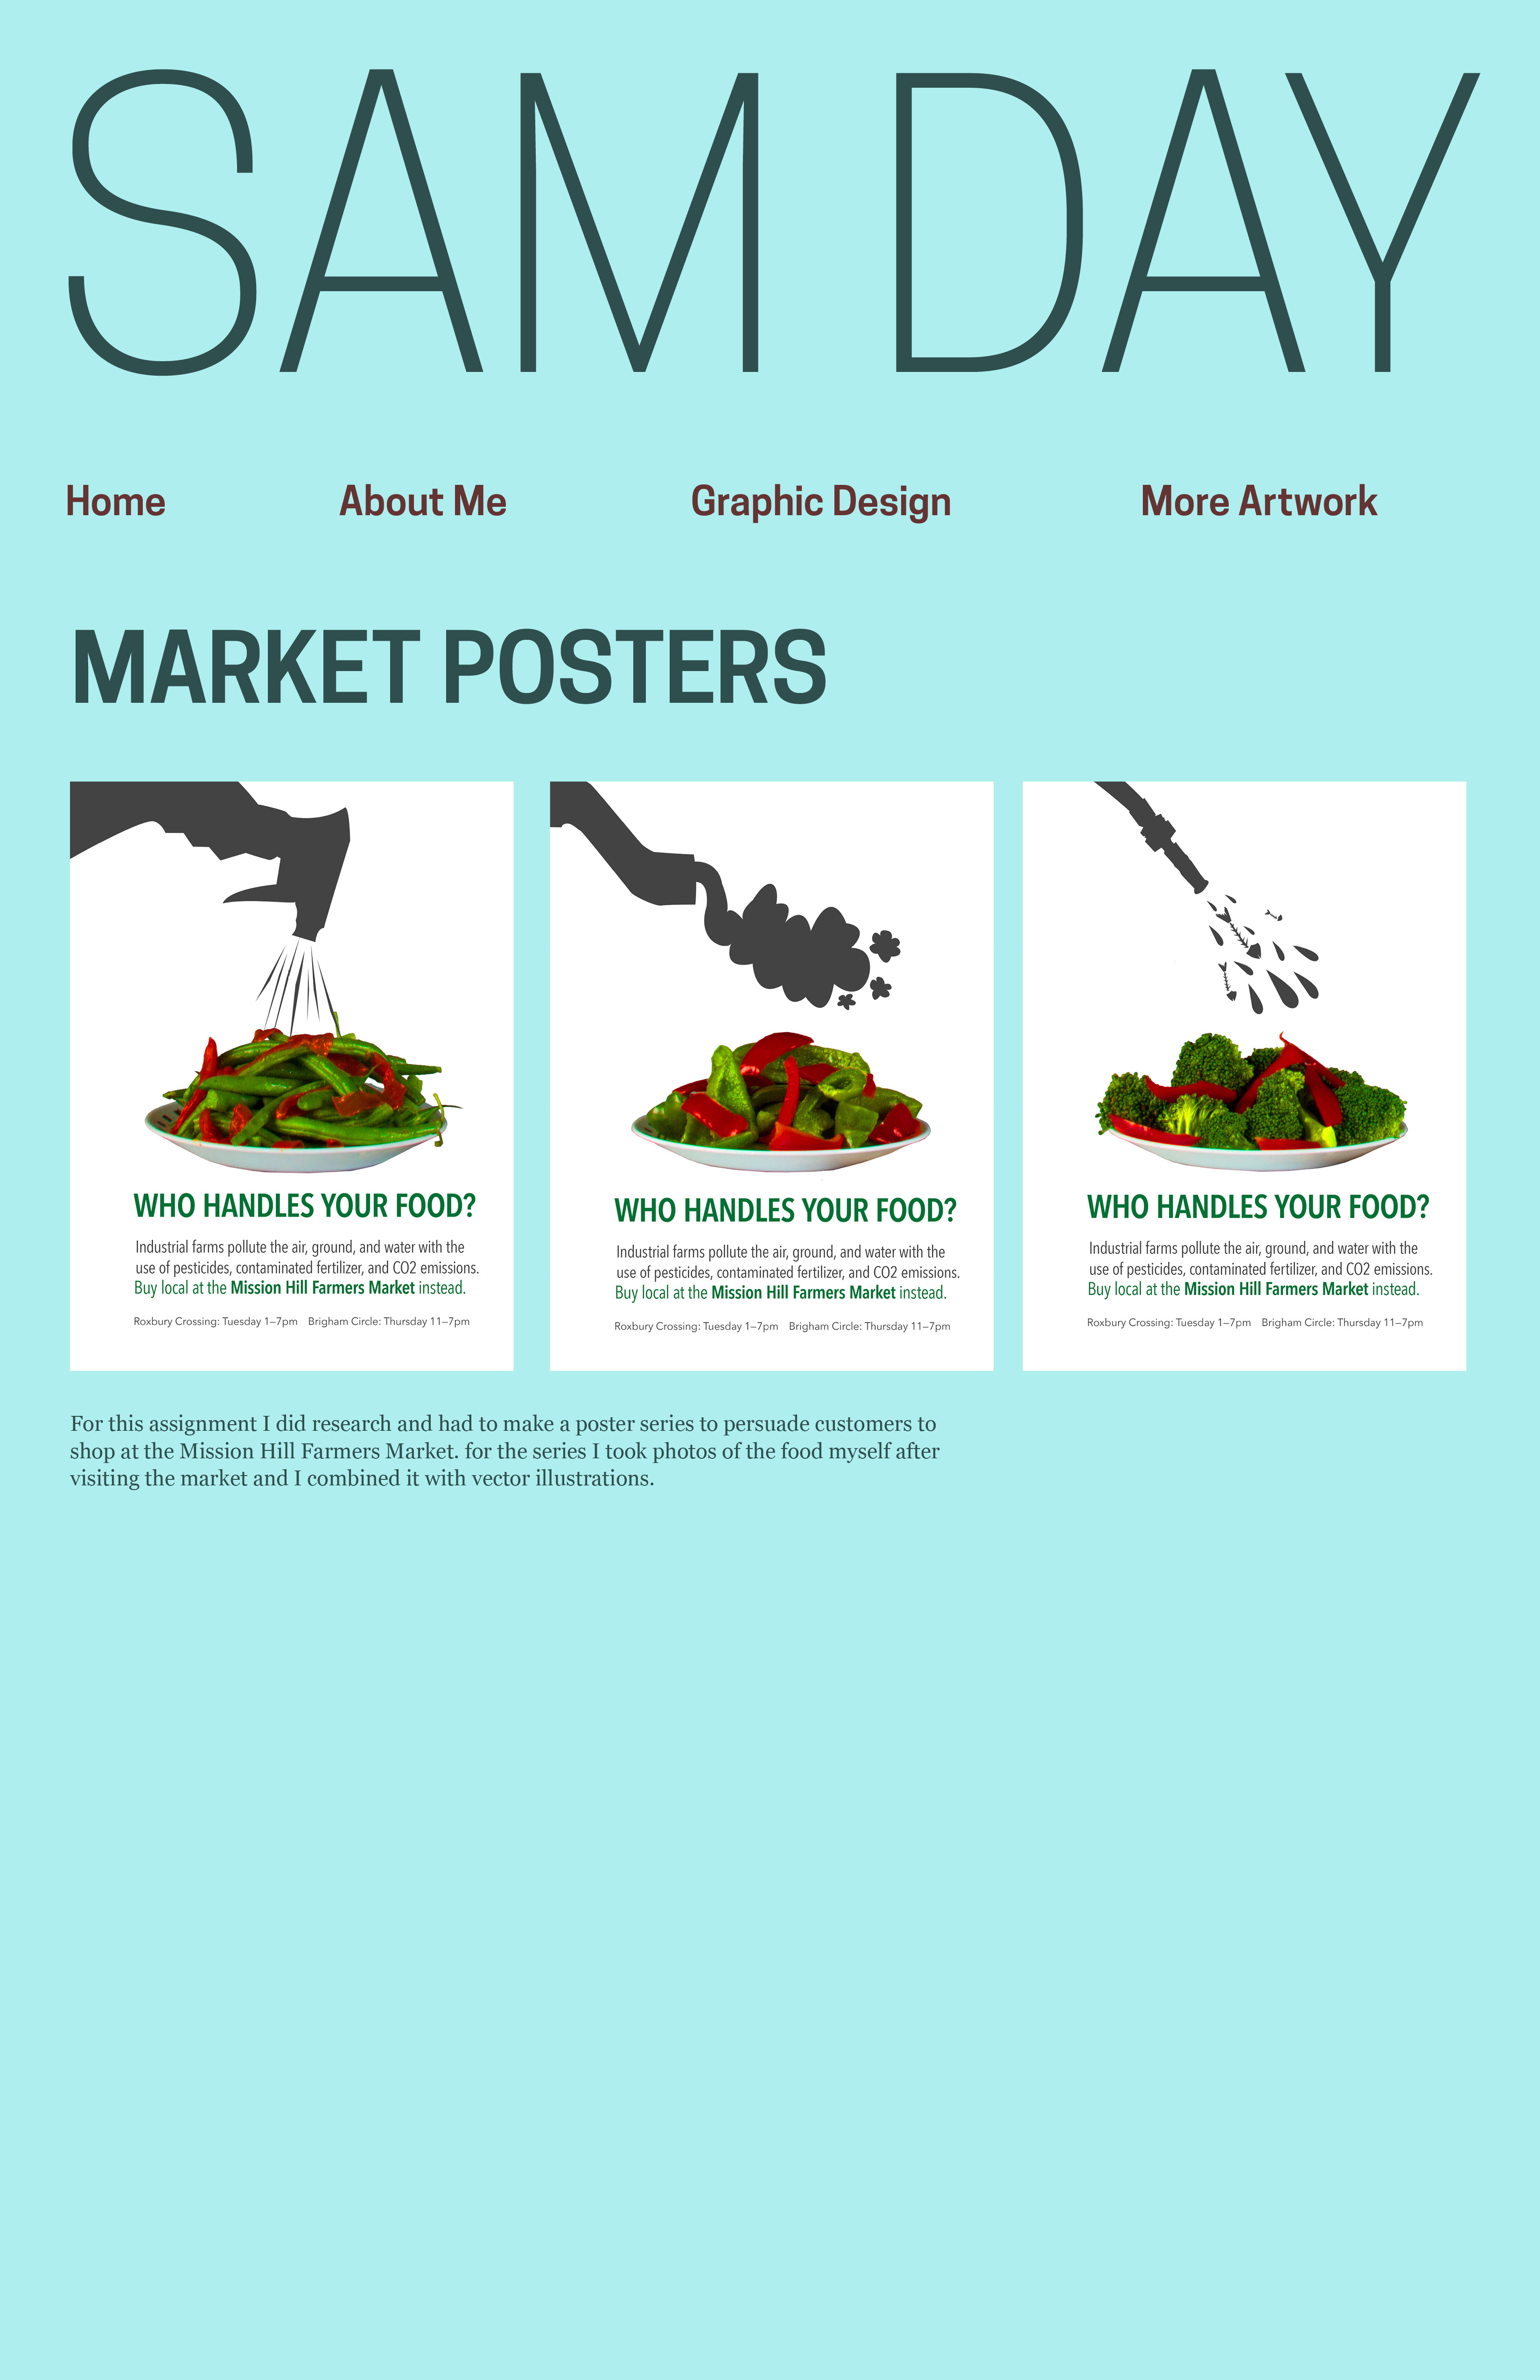 SAM DAY
Home About Me Graphic Design More Artwork
MARKET POSTERS
WHO HANDLES YOUR FOOD?
Industrial farms pollute the air, ground, and water with the
use of pesticides, contaminated fertilizer, and CO2 emissions.
Buy local at the Mission Hill Farmers Market instead.
Roxbury Crossing: Tuesday 1–7pm Brigham Circle: Thursday 11–7pm
WHO HANDLES YOUR FOOD?
Industrial farms pollute the air, ground, and water with the
use of pesticides, contaminated fertilizer, and CO2 emissions.
Buy local at the Mission Hill Farmers Market instead.
Roxbury Crossing: Tuesday 1–7pm Brigham Circle: Thursday 11–7pm
WHO HANDLES YOUR FOOD?
Industrial farms pollute the air, ground, and water with the
use of pesticides, contaminated fertilizer, and CO2 emissions.
Buy local at the Mission Hill Farmers Market instead.
Roxbury Crossing: Tuesday 1–7pm Brigham Circle: Thursday 11–7pm
For this assignment I did research and had to make a poster series to persuade customers to
shop at the Mission Hill Farmers Market. for the series I took photos of the food myself after
visiting the market and I combined it with vector illustrations.